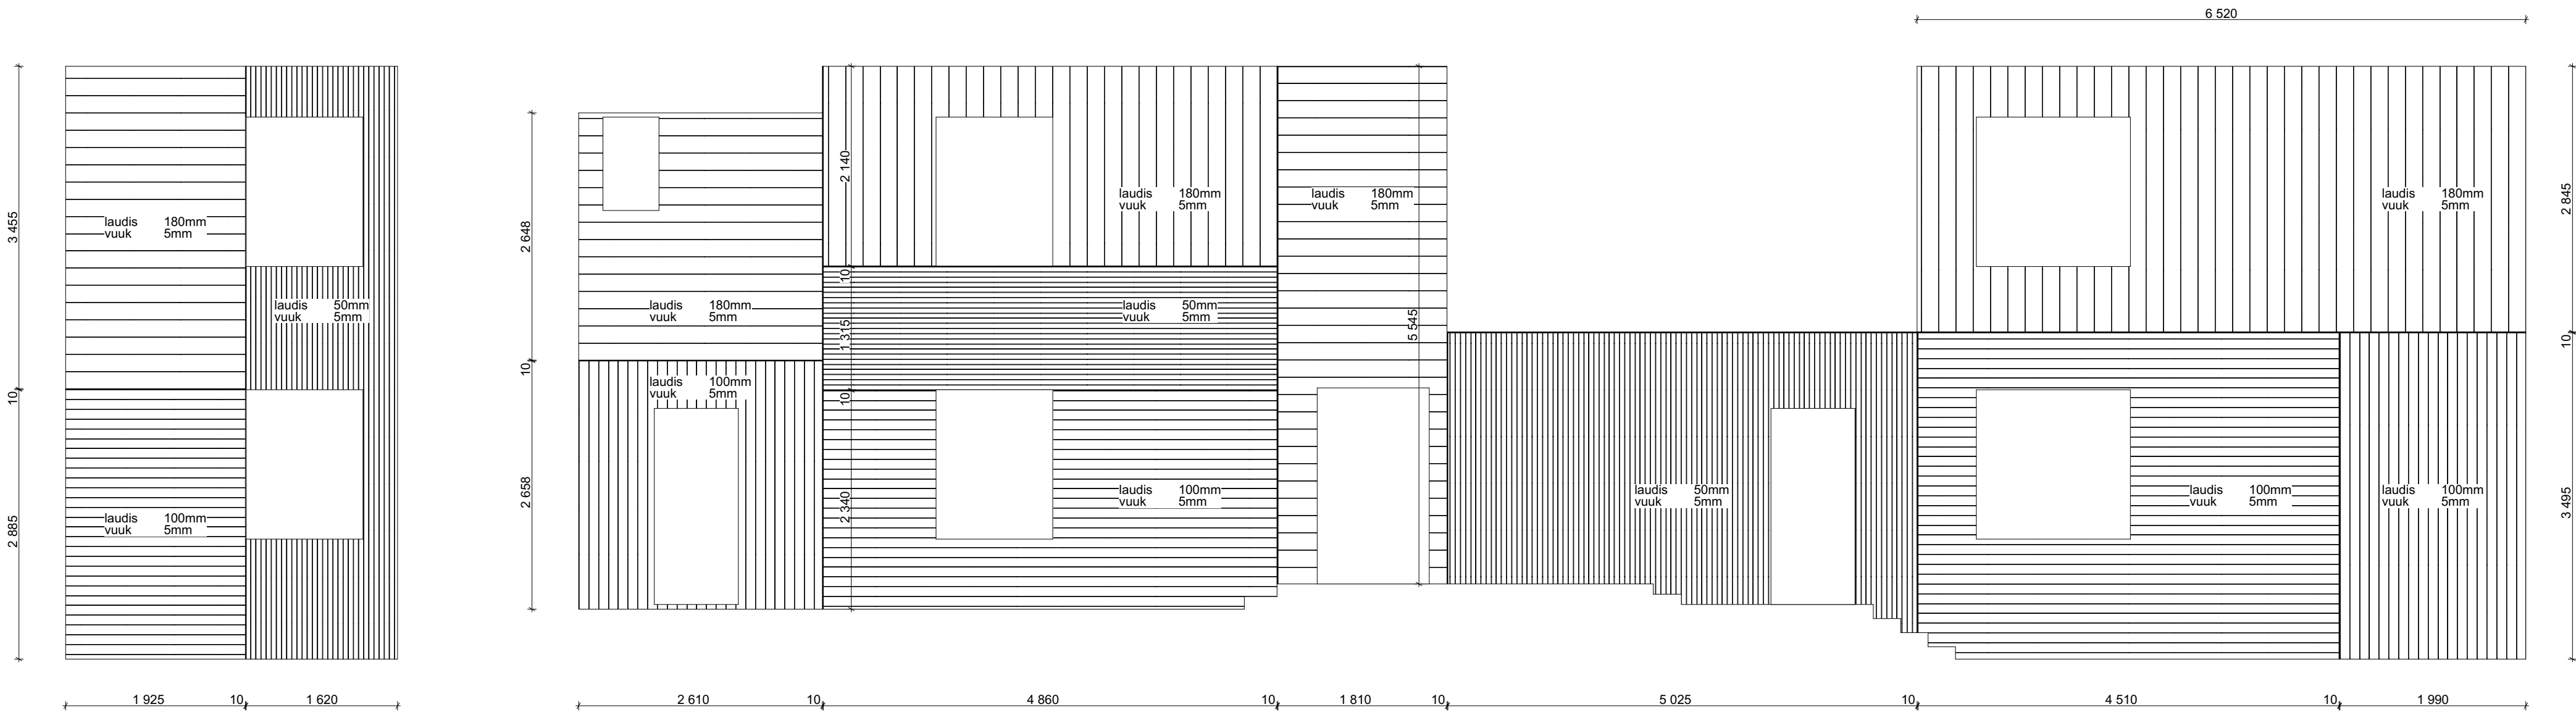 6 520
3 455
10
2 885
laudis 180mm
vuuk 5mm
laudis 50mm
vuuk 5mm
laudis 100mm
vuuk 5mm
1 925
10
1 620
2 648
10
2 658
laudis 180mm
vuuk 5mm
laudis 100mm
vuuk 5mm
2 140
10
1 315
10
2 340
laudis 180mm
vuuk 5mm
laudis 50mm
vuuk 5mm
laudis 100mm
vuuk 5mm
laudis 180mm
vuuk 5mm
5 545
laudis 50mm
vuuk 5mm
laudis 180mm
vuuk 5mm
laudis 100mm
vuuk 5mm
laudis 100mm
vuuk 5mm
2 845
10
3 495
2 610
10
4 860
10
1 810
10
5 025
10
4 510
10
1 990